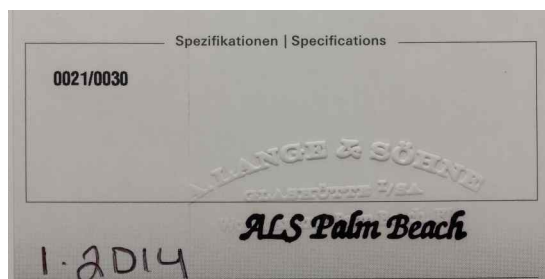 Spezifikationen | Specifications
0021/0030
A. LANGE & SÖHNE
GLASHÜTTE I/SA
ALS Palm Beach
1.2014